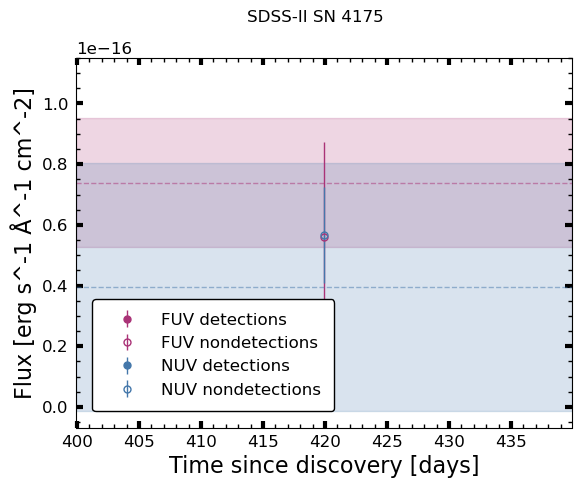 SDSS-II SN 4175
1e−16
1.0
0.8
0.6
0.4
0.2
0.0
Flux [erg s^-1 Å^-1 cm^-2]
FUV detections
FUV nondetections
NUV detections
NUV nondetections
400 405 410 415 420 425 430 435
Time since discovery [days]